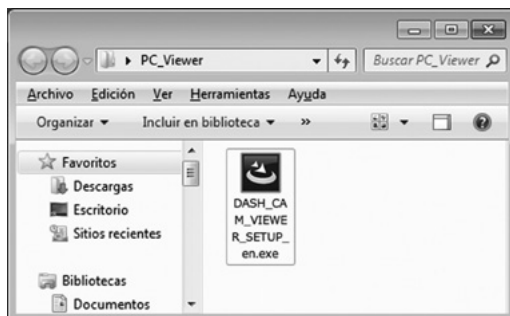 PC_Viewer
Buscar PC_Viewer
Archivo Edición Ver Herramientas Ayuda
Organizar Incluir en biblioteca »
Favoritos
Descargas
Escritorio
Sitios recientes
Bibliotecas
Documentos
DASH_CA
M_VIEWE
R_SETUP_
en.exe